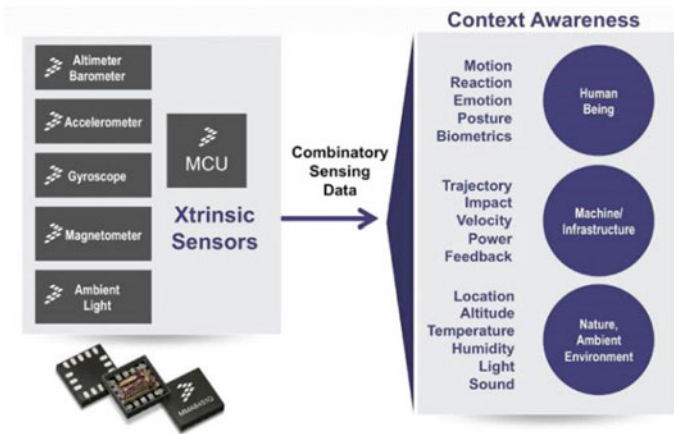 Context Awareness
Altimeter
Barometer
Accelerometer
Gyroscope
Magnetometer
Ambient
Light
MCU
Xtrinsic
Sensors
Combinatory
Sensing
Data
Motion
Reaction
Emotion
Posture
Biometrics
Human
Being
Trajectory
Impact
Velocity
Power
Feedback
Machine/
Infrastructure
Location
Altitude
Temperature
Humidity
Light
Sound
Nature,
Ambient
Environment
MMA8451Q